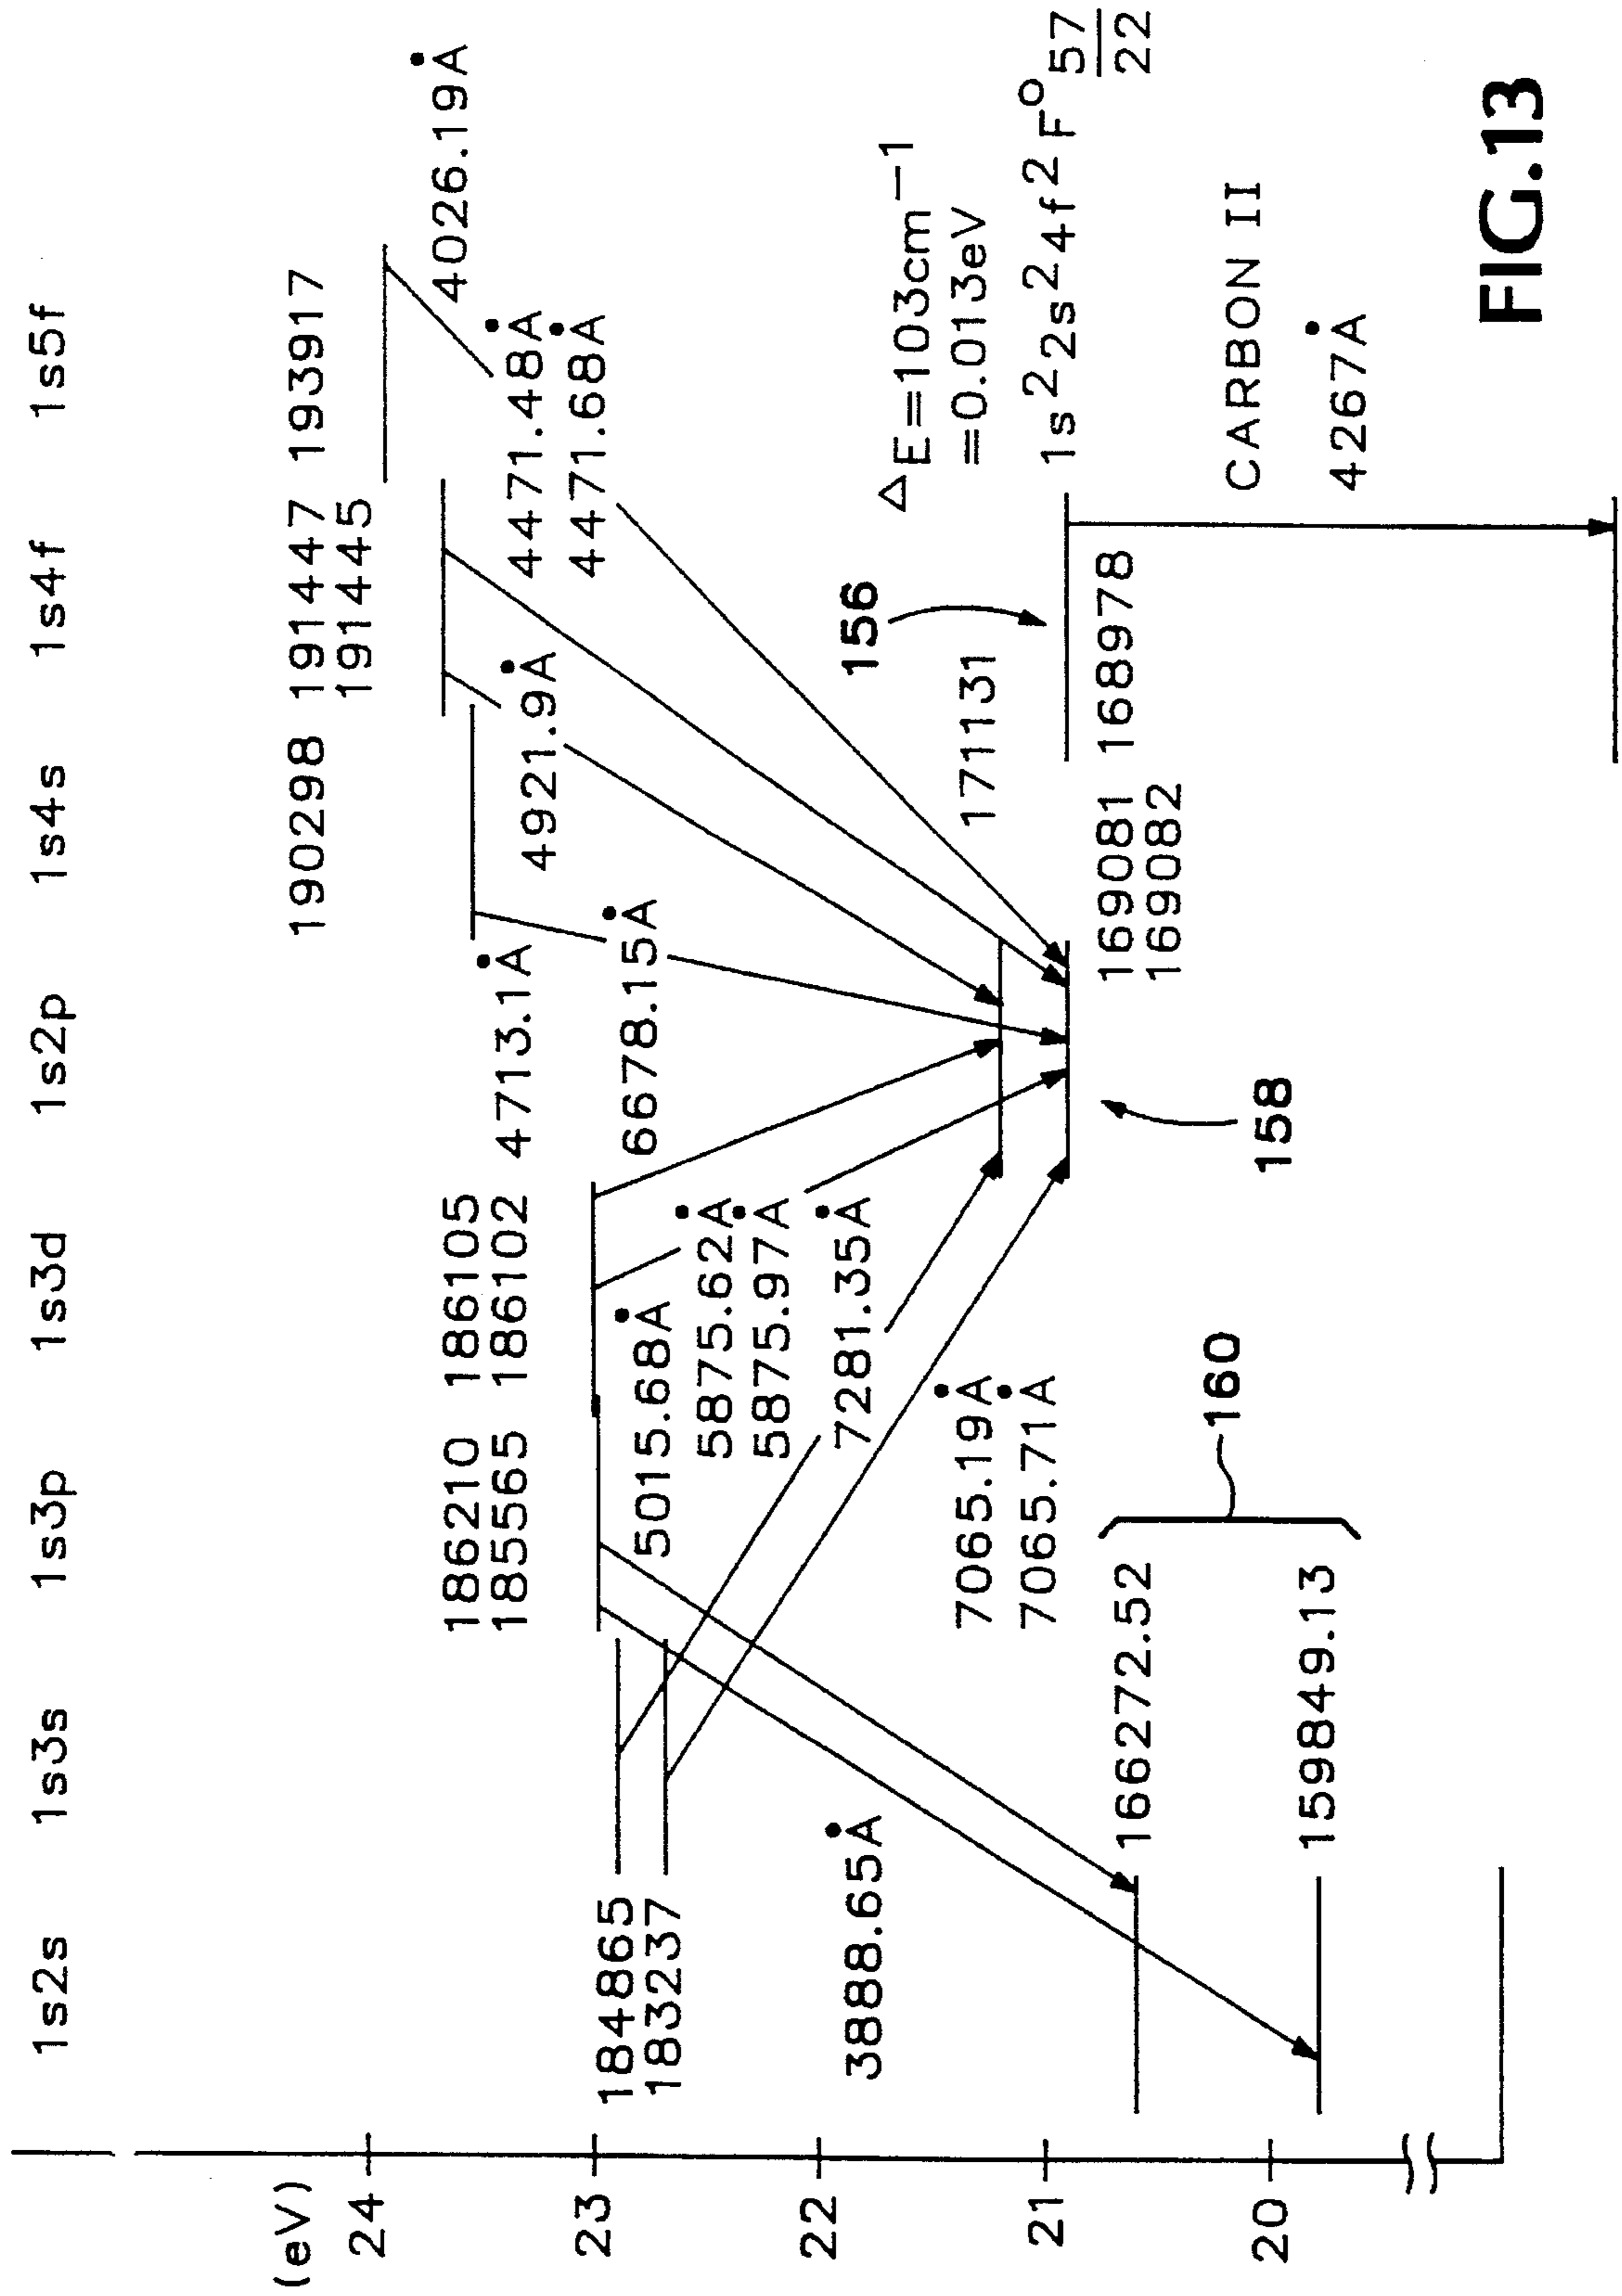 1s2s 1s3s 1s3p 1s3d 1s2p 1s4s 1s4f 1s5f
(eV)
24
23
22
21
20
190298 191447 193917
191445
186210 186105
185565 186102
184865
183237
4026.19Å
4471.48Å
4471.68Å
4921.9Å
4713.1Å
6678.15Å
5015.68Å
5875.62Å
5875.97Å
7281.35Å
3888.65Å
7065.19Å
7065.71Å
△E=103cm−1
=0.013eV
156
171131
1s²2s²4f²F° 57
22
169081 168978
169082
166272.52
159849.13
160
158
CARBON II
4267Å
FIG.13